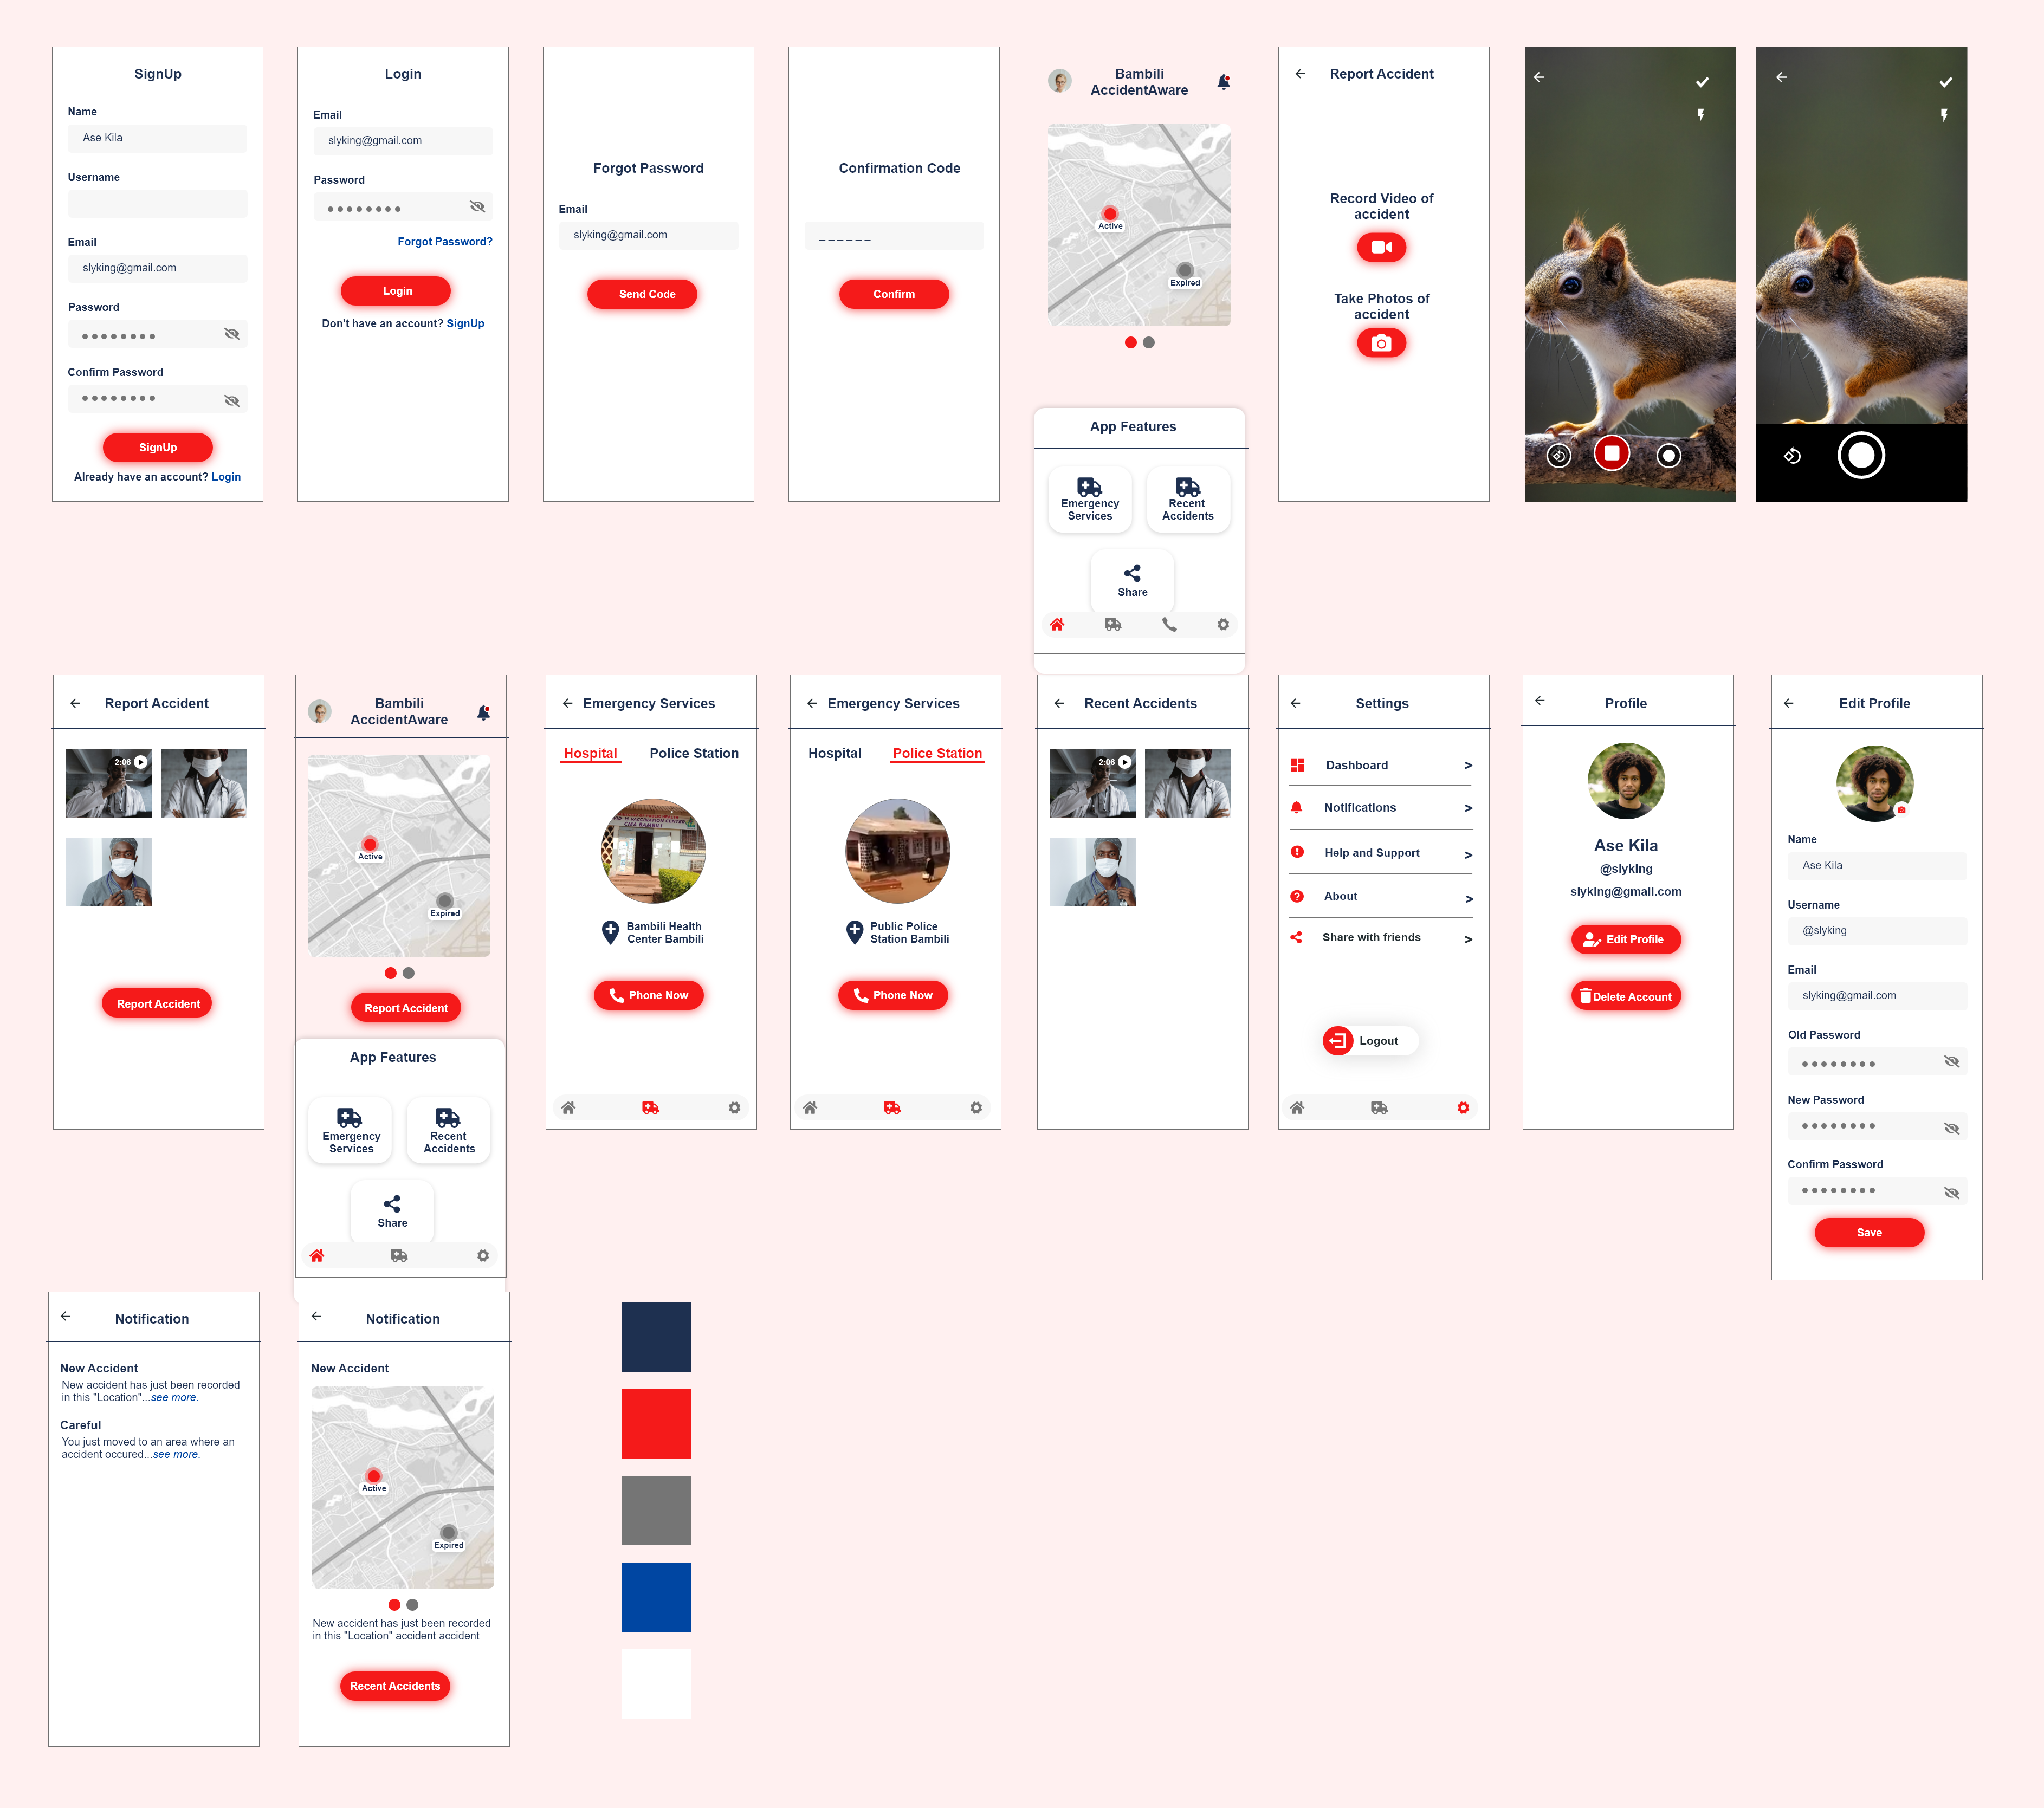 SignUp
Name
Ase Kila
Username
Email
slyking@gmail.com
Password
Confirm Password
SignUp
Already have an account? Login
Login
Email
slyking@gmail.com
Password
Forgot Password?
Login
Don't have an account? SignUp
Forgot Password
Email
slyking@gmail.com
Send Code
Confirmation Code
_ _ _ _ _ _
Confirm
Bambili
AccidentAware
Active
Expired
App Features
Emergency
Services
Recent
Accidents
Share
Report Accident
Record Video of
accident
Take Photos of
accident
Report Accident
2:06
Report Accident
Bambili
AccidentAware
Active
Expired
Report Accident
App Features
Emergency
Services
Recent
Accidents
Share
Emergency Services
Hospital
Police Station
CMA BAMBILI
Bambili Health
Center Bambili
Phone Now
Emergency Services
Hospital
Police Station
Public Police
Station Bambili
Phone Now
Recent Accidents
2:06
Settings
Dashboard >
Notifications >
Help and Support >
About >
Share with friends >
Logout
Profile
Ase Kila
@slyking
slyking@gmail.com
Edit Profile
Delete Account
Edit Profile
Name
Ase Kila
Username
@slyking
Email
slyking@gmail.com
Old Password
New Password
Confirm Password
Save
Notification
New Accident
New accident has just been recorded
in this "Location"...see more.
Careful
You just moved to an area where an
accident occured...see more.
Notification
New Accident
Active
Expired
New accident has just been recorded
in this "Location" accident accident
Recent Accidents